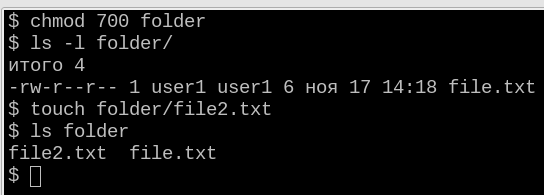 $ chmod 700 folder
$ ls -l folder/
итого 4
-rw-r--r-- 1 user1 user1 6 ноя 17 14:18 file.txt
$ touch folder/file2.txt
$ ls folder
file2.txt  file.txt
$